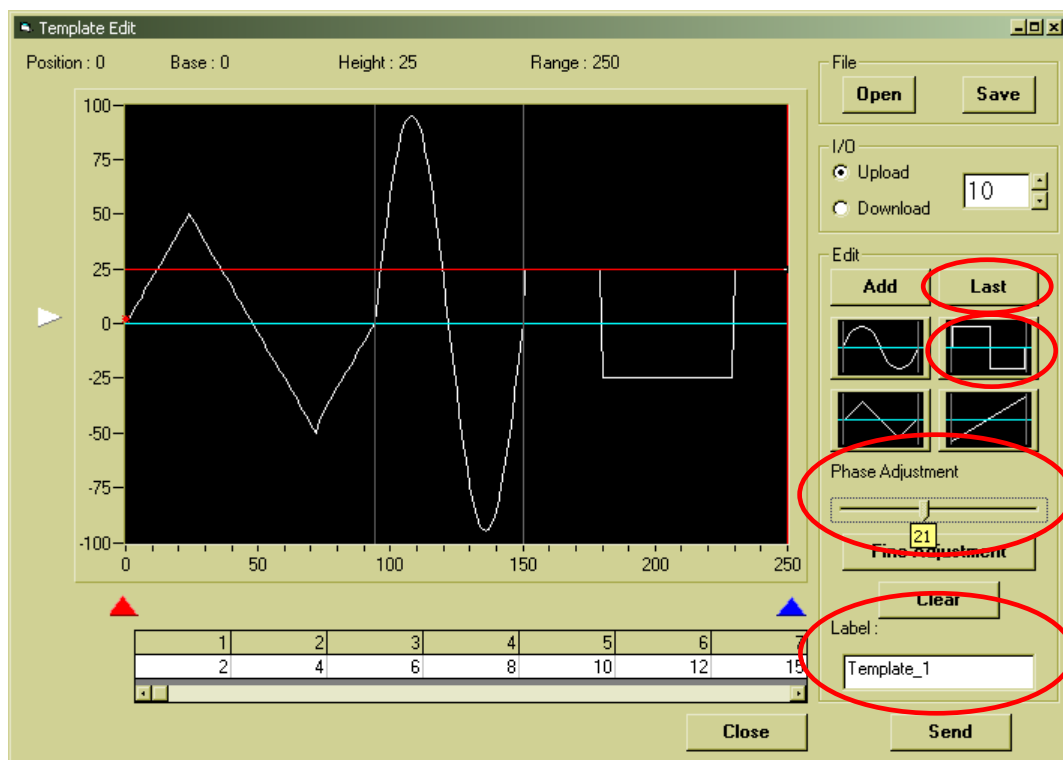 Template Edit
Position : 0 Base : 0 Height : 25 Range : 250
File
Open Save
I/O
Upload
Download
10
Edit
Add Last
Phase Adjustment
21
Fine Adjustment
Clear
Label :
Template_1
Close Send
100
75
50
25
0
-25
-50
-75
-100
0 50 100 150 200 250
1 2 3 4 5 6 7
2 4 6 8 10 12 15